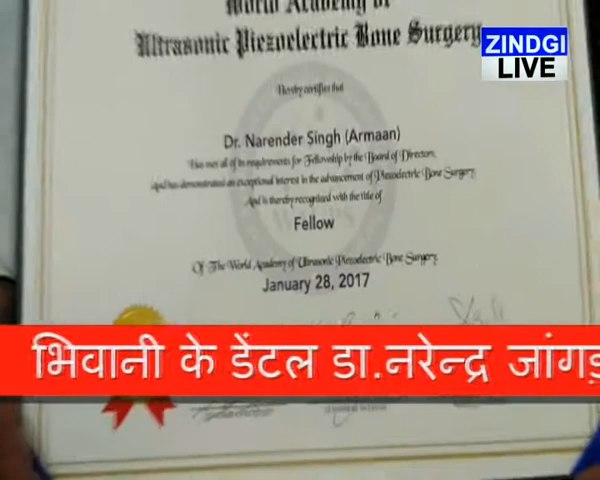 World Academy of
Ultrasonic Piezoelectric Bone Surgery
ZINDGI
LIVE
Hereby certifies that
Dr. Narender Singh (Armaan)
Has met all of its requirements for Fellowship by the Board of Directors,
And has demonstrated an exceptional interest in the advancement of Piezoelectric Bone Surgery
And is thereby recognized with the title of
Fellow
Of The World Academy of Ultrasonic Piezoelectric Bone Surgery
January 28, 2017
भिवानी के डेंटल डा.नरेन्द्र जांगड़